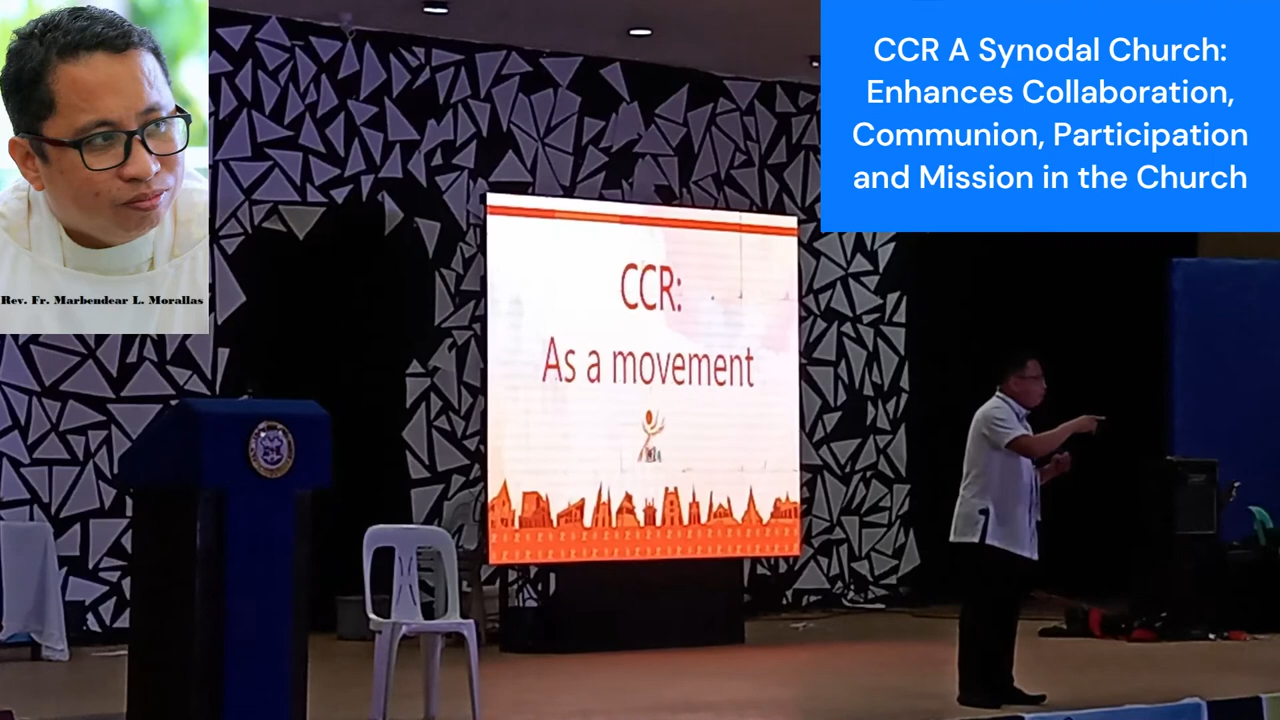 Rev. Fr. Marbendear L. Morallas
CCR A Synodal Church:
Enhances Collaboration,
Communion, Participation
and Mission in the Church
CCR:
As a movement